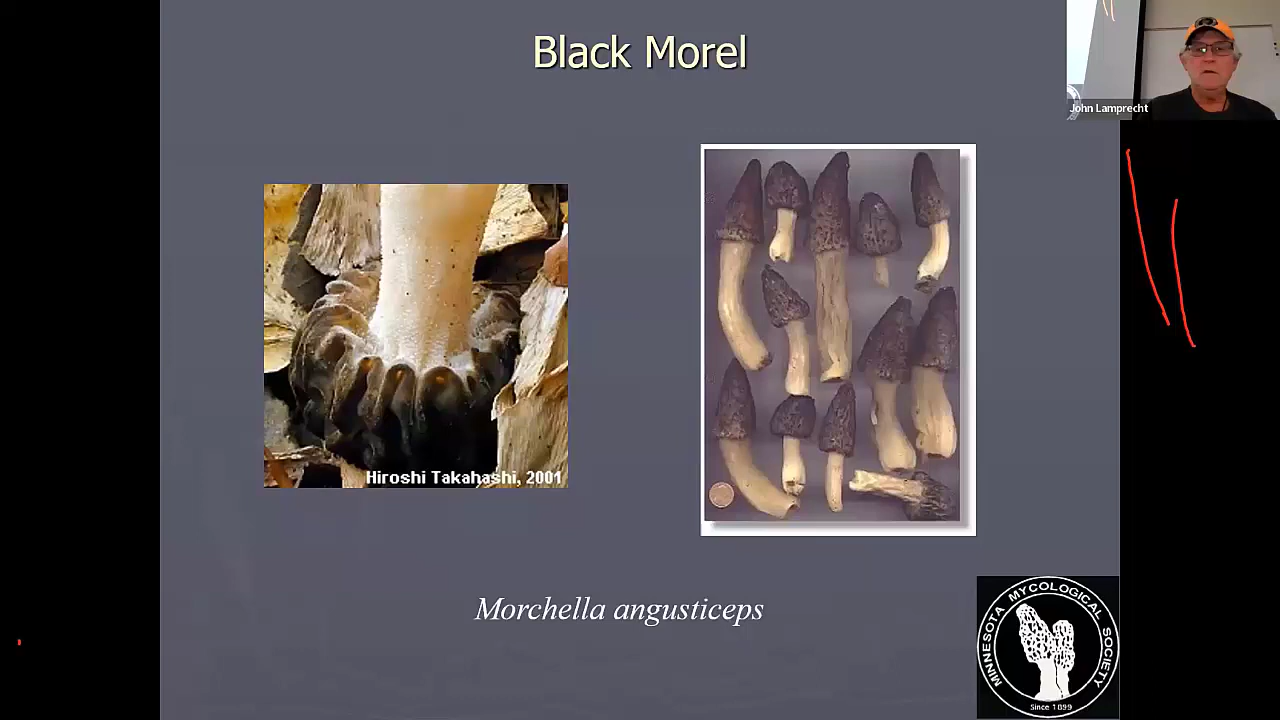 Black Morel
John Lamprecht
Hiroshi Takahashi, 2001
Morchella angusticeps
MINNESOTA MYCOLOGICAL SOCIETY
Since 1899